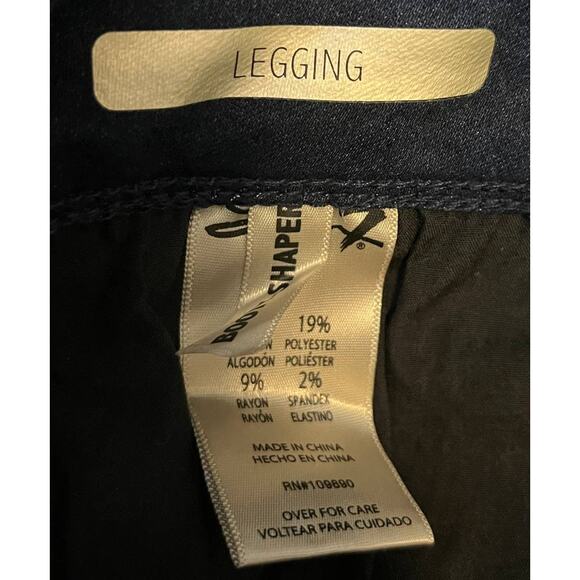 LEGGING
SHAPER
19%
POLYESTER
ALGODÓN POLIÉSTER
9% 2%
RAYON SPANDEX
RAYÓN ELASTINO
MADE IN CHINA
HECHO EN CHINA
RN#109890
OVER FOR CARE
VOLTEAR PARA CUIDADO